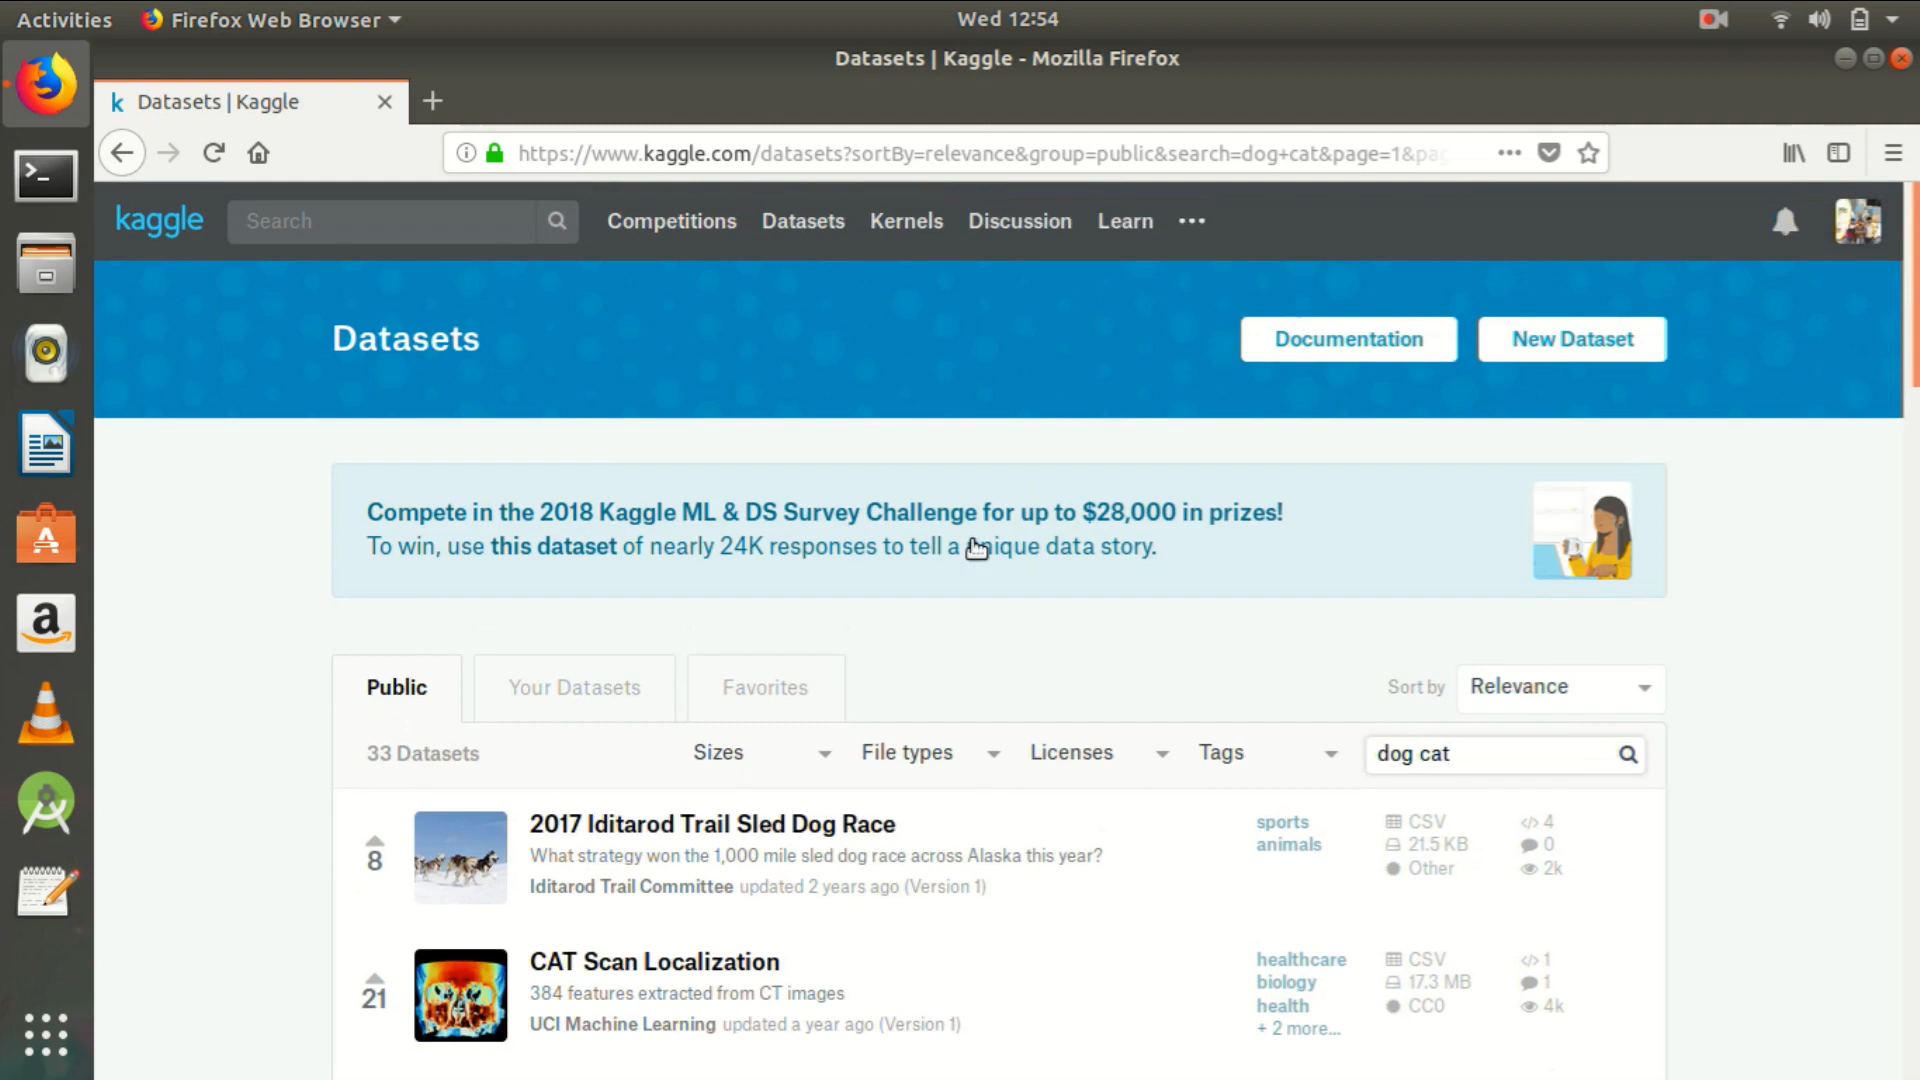 Activities Firefox Web Browser Wed 12:54
Datasets | Kaggle - Mozilla Firefox
k Datasets | Kaggle
https://www.kaggle.com/datasets?sortBy=relevance&group=public&search=dog+cat&page=1&pag
kaggle Search Competitions Datasets Kernels Discussion Learn
Datasets Documentation New Dataset
Compete in the 2018 Kaggle ML & DS Survey Challenge for up to $28,000 in prizes!
To win, use this dataset of nearly 24K responses to tell a unique data story.
Public Your Datasets Favorites Sort by Relevance
33 Datasets Sizes File types Licenses Tags dog cat
2017 Iditarod Trail Sled Dog Race sports CSV 4
What strategy won the 1,000 mile sled dog race across Alaska this year? animals 21.5 KB 0
8
Iditarod Trail Committee updated 2 years ago (Version 1) Other 2k
CAT Scan Localization healthcare CSV 1
384 features extracted from CT images biology 17.3 MB 1
21 health CC0 4k
UCI Machine Learning updated a year ago (Version 1) + 2 more...